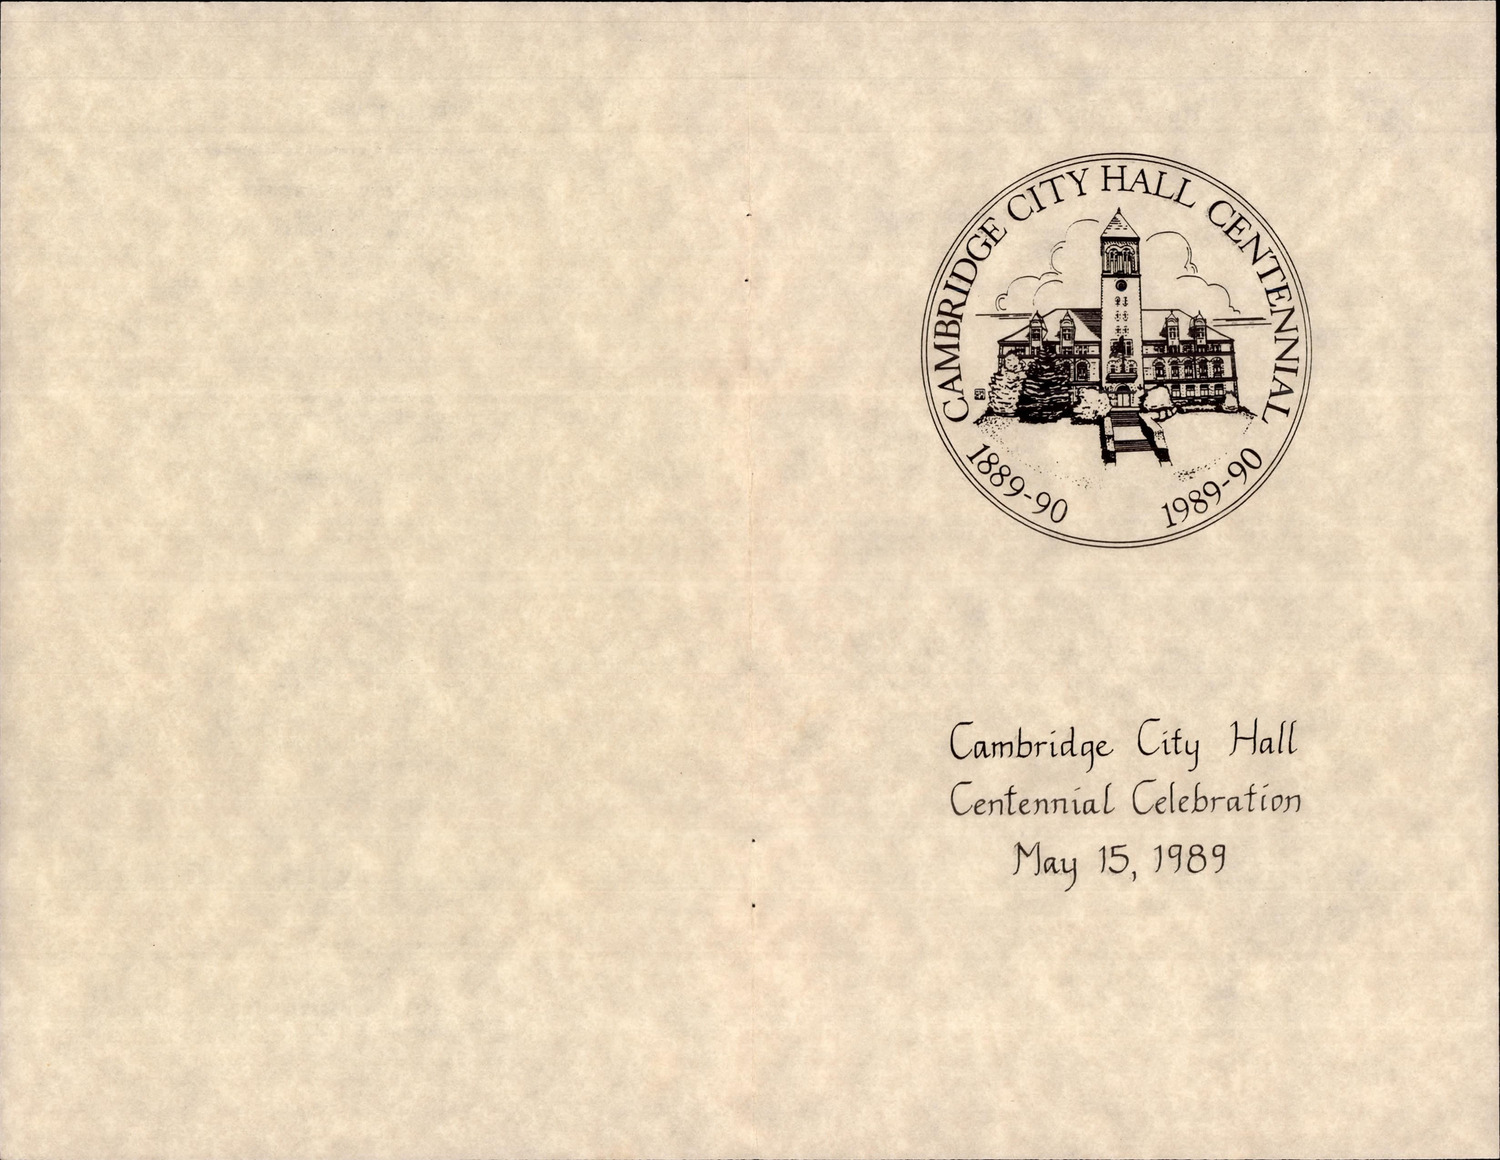 CAMBRIDGE CITY HALL CENTENNIAL
1889-90
1989-90
Cambridge City Hall
Centennial Celebration
May 15, 1989